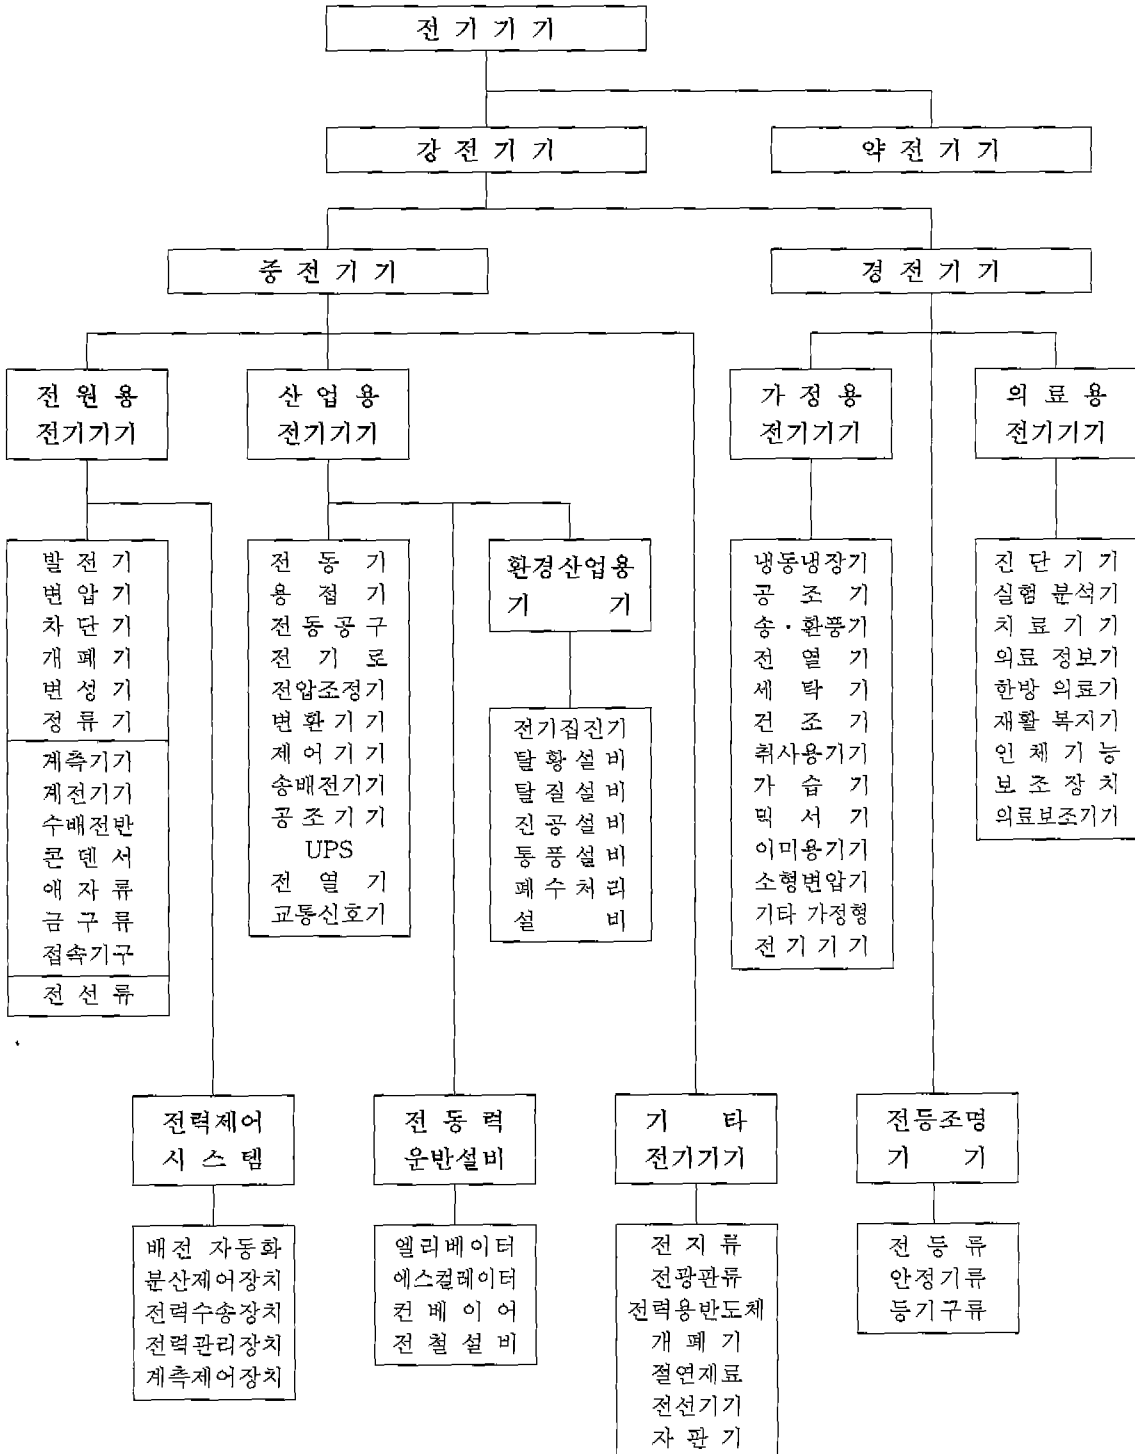 전 기 기 기
강 전 기 기
약 전 기 기
중 전 기 기
경 전 기 기
전 원 용
전기기기
산 업 용
전기기기
가 정 용
전기기기
의 료 용
전기기기
발 전 기
변 압 기
차 단 기
개 폐 기
변 성 기
정 류 기
계측기기
계전기기
수배전반
콘 덴 서
애 자 류
금 구 류
접속기구
전 선 류
전 동 기
용 접 기
전동공구
전 기 로
전압조정기
변환기기
제어기기
송배전기기
공조기기
UPS
전 열 기
교통신호기
환경산업용
기 기
전기집진기
탈황설비
탈질설비
진공설비
통풍설비
폐수처리
설 비
냉동냉장기
공 조 기
송·환풍기
전 열 기
세 탁 기
건 조 기
취사용기기
가 습 기
믹 서 기
이미용기기
소형변압기
기타 가정형
전기기기
진단기기
실험 분석기
치료기기
의료 정보기
한방 의료기
재활 복지기
인체기능
보조장치
의료보조기기
전력제어
시 스 템
전 동 력
운반설비
기 타
전기기기
전등조명
기 기
배전 자동화
분산제어장치
전력수송장치
전력관리장치
계측제어장치
엘리베이터
에스컬레이터
컨베이어
전철설비
전 지 류
전광판류
전력용반도체
개 폐 기
절연재료
전선기기
자 판 기
전 등 류
안정기류
등기구류